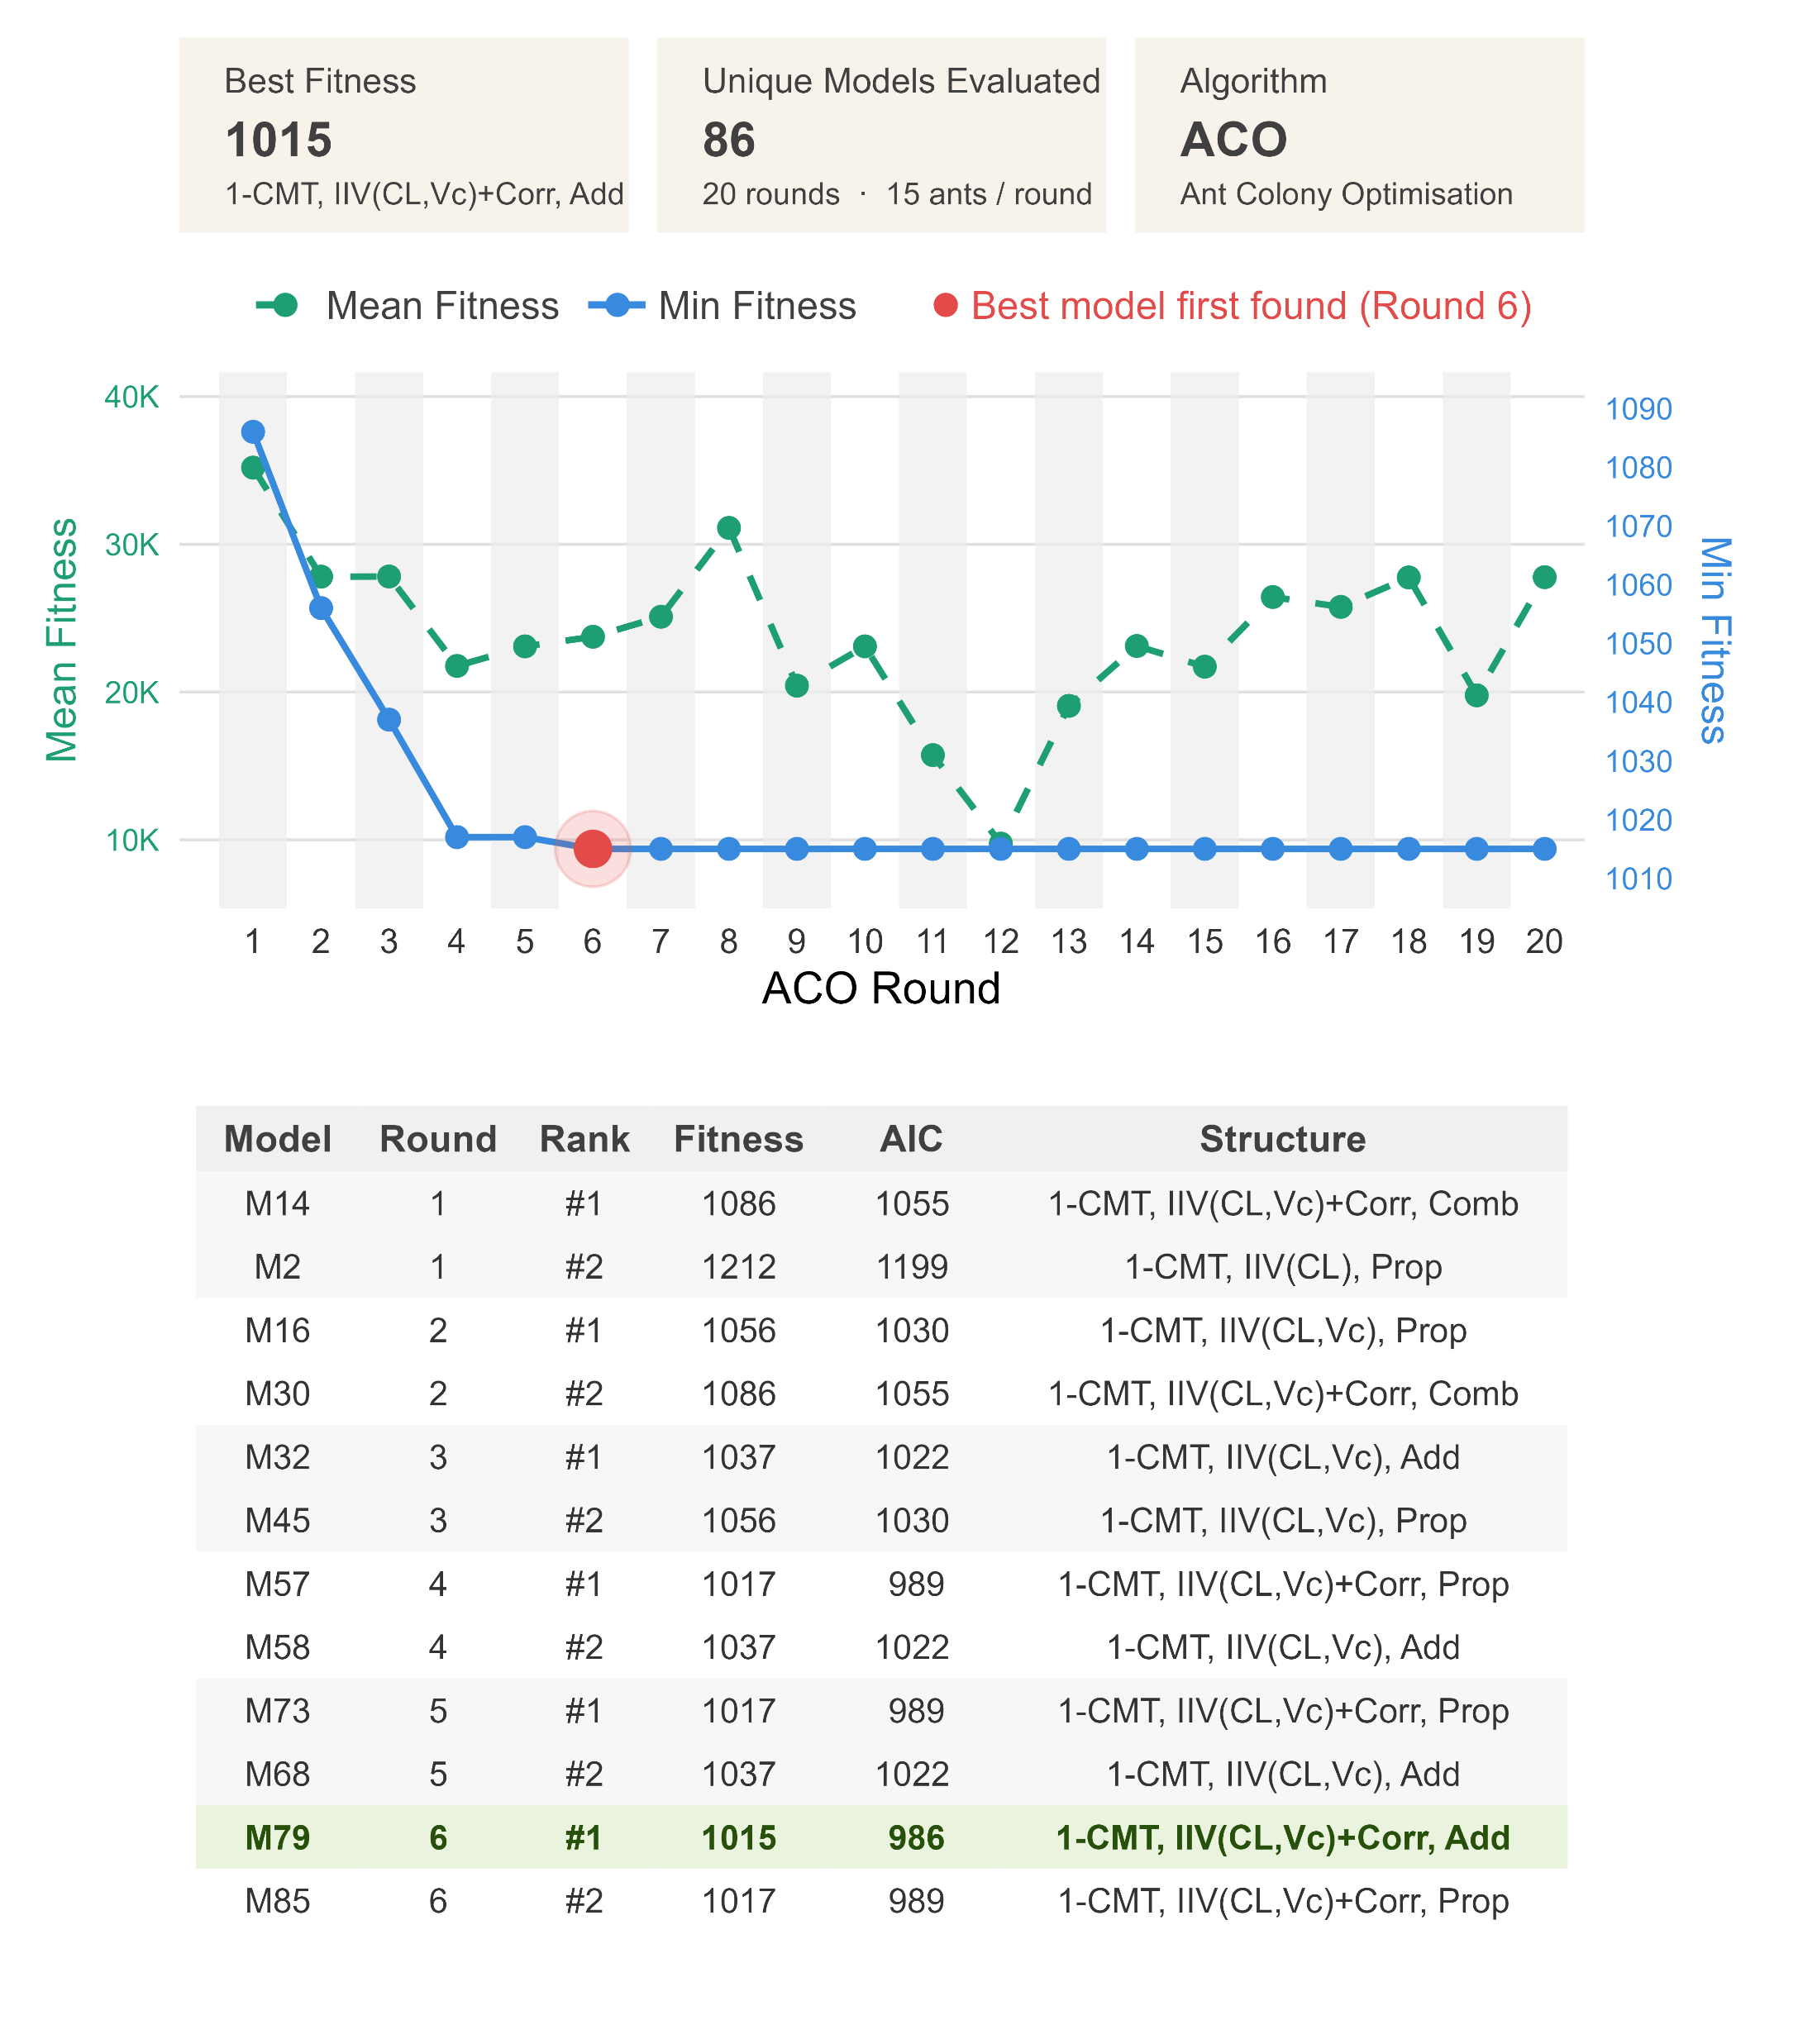 Best Fitness
1015
1-CMT, IIV(CL,Vc)+Corr, Add
Unique Models Evaluated
86
20 rounds · 15 ants / round
Algorithm
ACO
Ant Colony Optimisation
Mean Fitness Min Fitness Best model first found (Round 6)
Mean Fitness
40K
30K
20K
10K
1090
1080
1070
1060
1050
1040
1030
1020
1010
Min Fitness
1 2 3 4 5 6 7 8 9 10 11 12 13 14 15 16 17 18 19 20
ACO Round
Model Round Rank Fitness AIC Structure
M14 1 #1 1086 1055 1-CMT, IIV(CL,Vc)+Corr, Comb
M2 1 #2 1212 1199 1-CMT, IIV(CL), Prop
M16 2 #1 1056 1030 1-CMT, IIV(CL,Vc), Prop
M30 2 #2 1086 1055 1-CMT, IIV(CL,Vc)+Corr, Comb
M32 3 #1 1037 1022 1-CMT, IIV(CL,Vc), Add
M45 3 #2 1056 1030 1-CMT, IIV(CL,Vc), Prop
M57 4 #1 1017 989 1-CMT, IIV(CL,Vc)+Corr, Prop
M58 4 #2 1037 1022 1-CMT, IIV(CL,Vc), Add
M73 5 #1 1017 989 1-CMT, IIV(CL,Vc)+Corr, Prop
M68 5 #2 1037 1022 1-CMT, IIV(CL,Vc), Add
M79 6 #1 1015 986 1-CMT, IIV(CL,Vc)+Corr, Add
M85 6 #2 1017 989 1-CMT, IIV(CL,Vc)+Corr, Prop